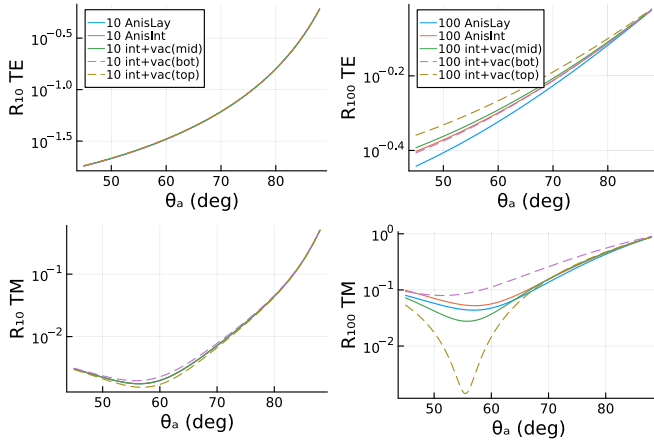 10 AnisLay
10 AnisInt
10 int+vac(mid)
10 int+vac(bot)
10 int+vac(top)
10^-0.5
10^-1.0
10^-1.5
R₁₀ TE
50 60 70 80
θₐ (deg)
100 AnisLay
100 AnisInt
100 int+vac(mid)
100 int+vac(bot)
100 int+vac(top)
10^-0.2
10^-0.4
R₁₀₀ TE
50 60 70 80
θₐ (deg)
10^-1
10^-2
R₁₀ TM
50 60 70 80
θₐ (deg)
10^0
10^-1
10^-2
R₁₀₀ TM
50 60 70 80
θₐ (deg)